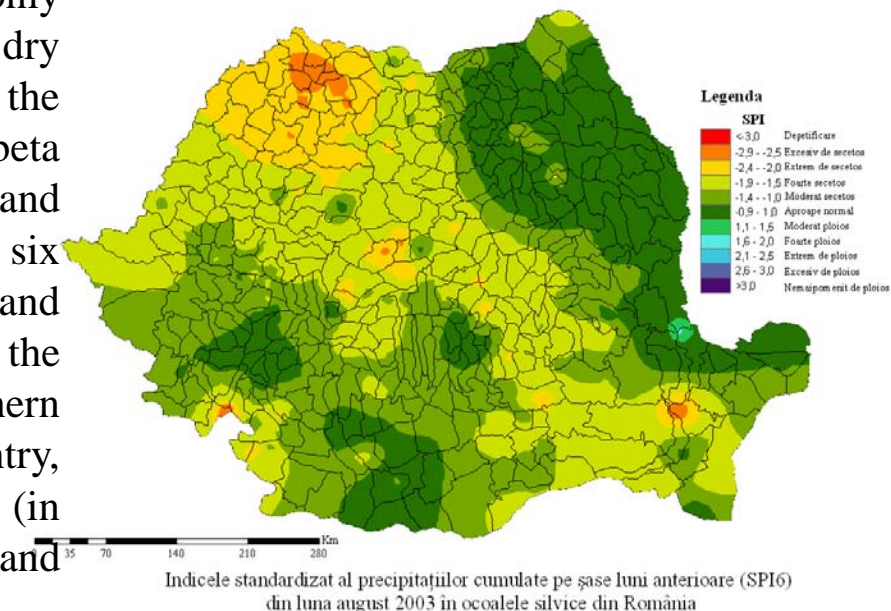 dry
the
beta
and
six
and
the
hern
ntry,
(in
and
Legenda
SPI
<-3,0 Deșertificare
-2,9 - -2,5 Excesiv de secetos
-2,4 - -2,0 Extrem de secetos
-1,9 - -1,5 Foarte secetos
-1,4 - -1,0 Moderat secetos
-0,9 - 1,0 Aproape normal
1,1 - 1,5 Moderat ploios
1,6 - 2,0 Foarte ploios
2,1 - 2,5 Extrem de ploios
2,6 - 3,0 Excesiv de ploios
>3,0 Nemaipomenit de ploios
0 35 70 140 210 280 Km
Indicele standardizat al precipitațiilor cumulate pe șase luni anterioare (SPI6)
din luna august 2003 în ocoalele silvice din România